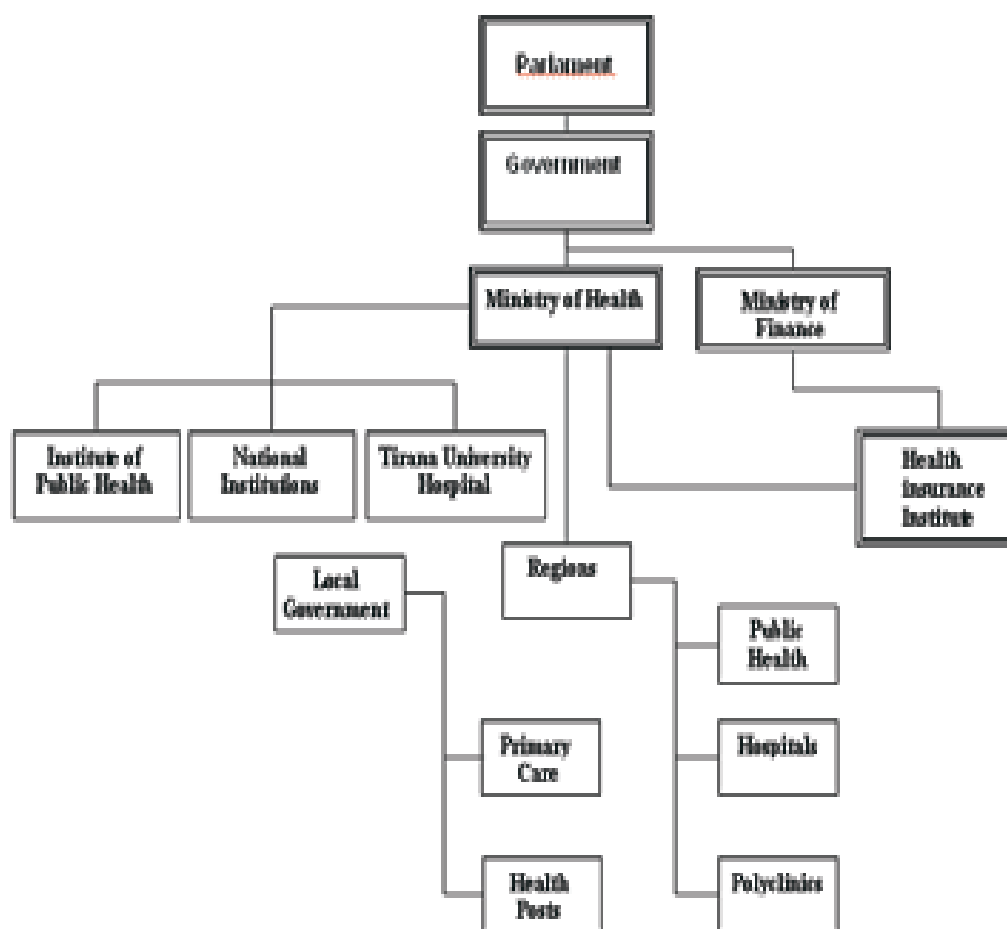 Parliament
Government
Ministry of Health
Ministry of
Finance
Institute of
Public Health
National
Institutions
Tirana University
Hospital
Health
Insurance
Institute
Local
Government
Regions
Public
Health
Primary
Care
Hospitals
Health
Posts
Polyclinics